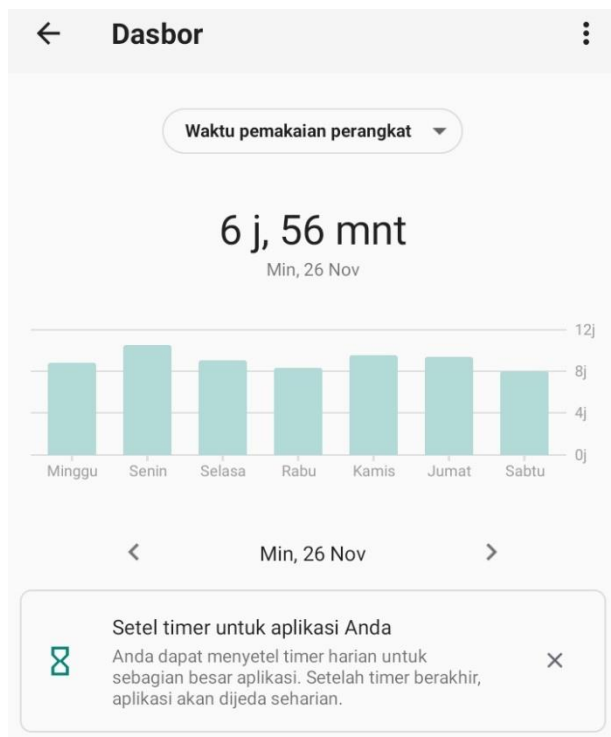 Dasbor
Waktu pemakaian perangkat
6 j, 56 mnt
Min, 26 Nov
12j
8j
4j
0j
Minggu Senin Selasa Rabu Kamis Jumat Sabtu
Min, 26 Nov
Setel timer untuk aplikasi Anda
Anda dapat menyetel timer harian untuk
sebagian besar aplikasi. Setelah timer berakhir,
aplikasi akan dijeda seharian.